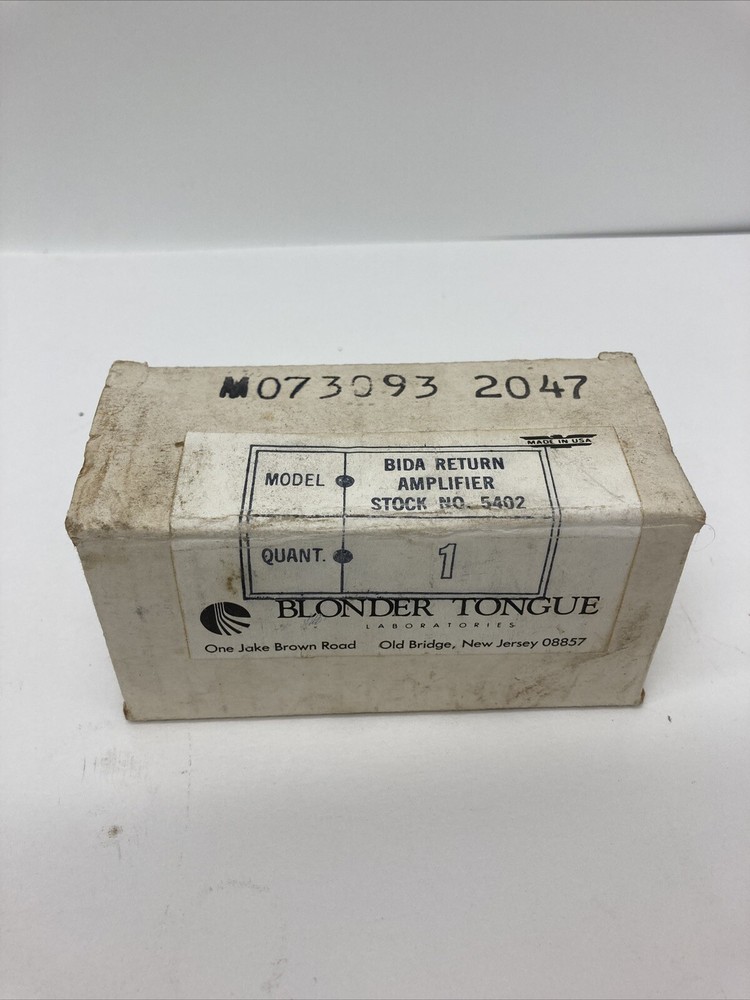 M073093 2047
MADE IN USA
MODEL
BIDA RETURN
AMPLIFIER
STOCK NO. 5402
QUANT.
1
BLONDER TONGUE
LABORATORIES
One Jake Brown Road Old Bridge, New Jersey 08857